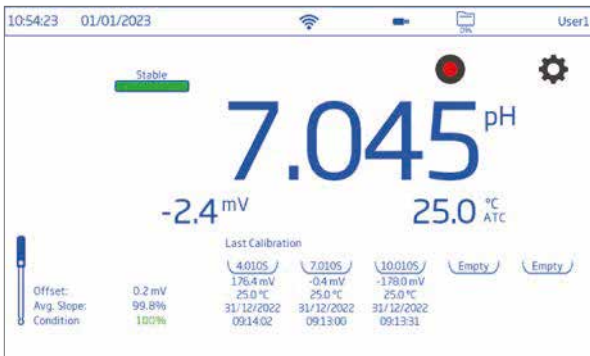 10:54:23 01/01/2023 09% User1
Stable
7.045 pH
-2.4 mV 25.0 °C ATC
Last Calibration
4.010S 7.010S 10.010S Empty Empty
176.4 mV -0.4 mV -178.0 mV
Offset: 0.2 mV 25.0 °C 25.0 °C 25.0 °C
Avg. Slope: 99.8% 31/12/2022 31/12/2022 31/12/2022
Condition 100% 09:14:02 09:13:00 09:13:31